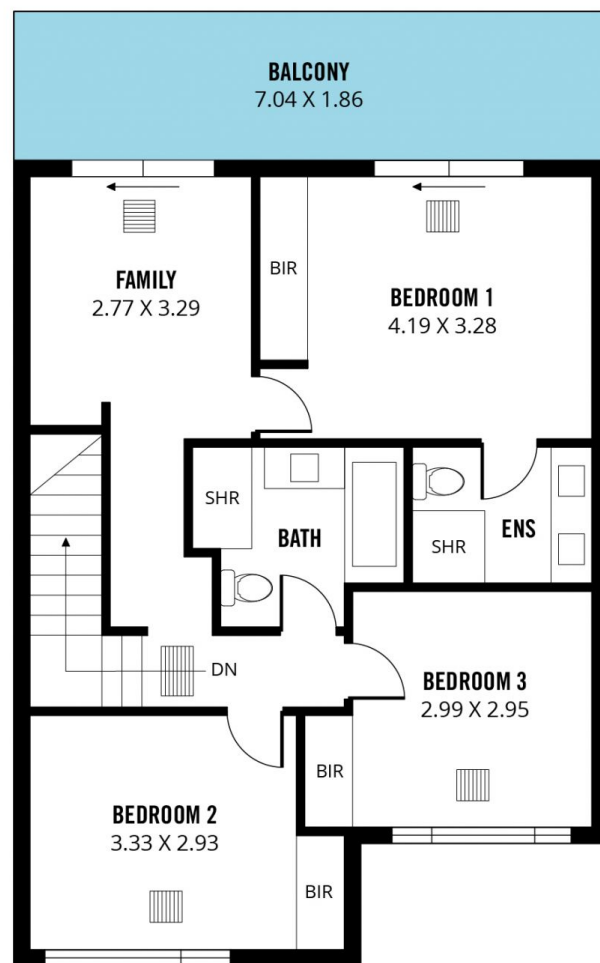 BALCONY
7.04 X 1.86
FAMILY
2.77 X 3.29
BIR
BEDROOM 1
4.19 X 3.28
SHR
BATH
SHR
ENS
DN
BEDROOM 3
2.99 X 2.95
BIR
BEDROOM 2
3.33 X 2.93
BIR